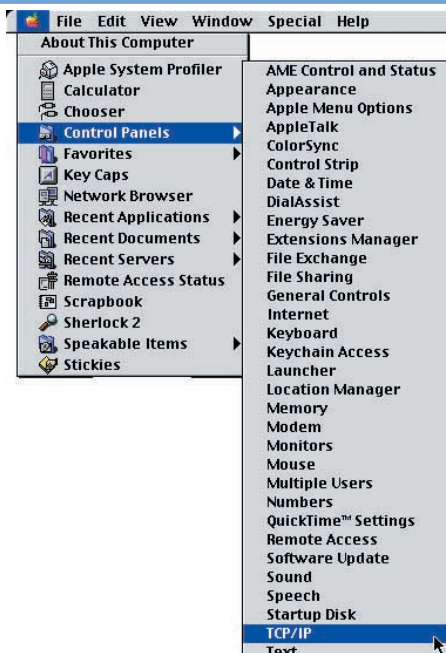 File Edit View Window Special Help
About This Computer
Apple System Profiler
Calculator
Chooser
Control Panels
Favorites
Key Caps
Network Browser
Recent Applications
Recent Documents
Recent Servers
Remote Access Status
Scrapbook
Sherlock 2
Speakable Items
Stickies
AME Control and Status
Appearance
Apple Menu Options
AppleTalk
ColorSync
Control Strip
Date & Time
DialAssist
Energy Saver
Extensions Manager
File Exchange
File Sharing
General Controls
Internet
Keyboard
Keychain Access
Launcher
Location Manager
Memory
Modem
Monitors
Mouse
Multiple Users
Numbers
QuickTime™ Settings
Remote Access
Software Update
Sound
Speech
Startup Disk
TCP/IP
Text